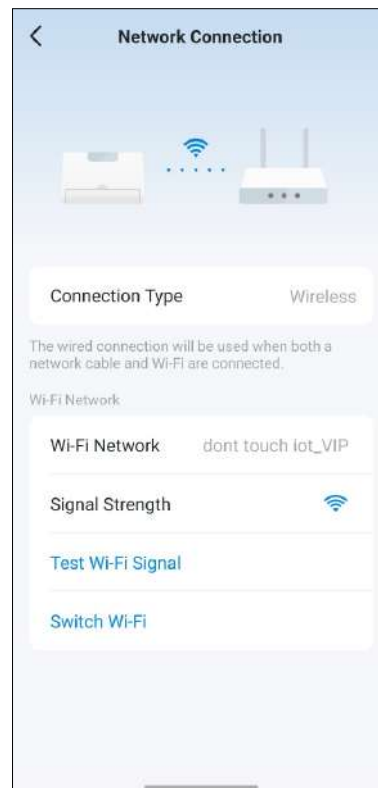 Network Connection
Connection Type Wireless
The wired connection will be used when both a
network cable and Wi-Fi are connected.
Wi-Fi Network
Wi-Fi Network dont touch iot_VIP
Signal Strength
Test Wi-Fi Signal
Switch Wi-Fi